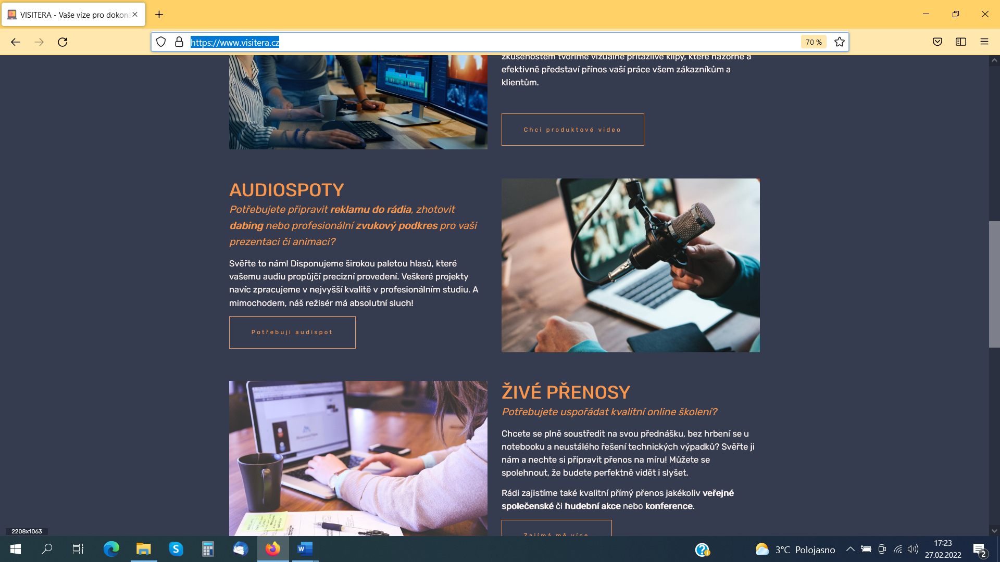 VISITERA - Vaše vize pro dokona
https://www.visitera.cz
70 %
zkušenostem tvoříme vizuálně přitažlivé klipy, které názorně a
efektivně představí přínos vaší práce všem zákazníkům a
klientům.
Chci produktové video
AUDIOSPOTY
Potřebujete připravit reklamu do rádia, zhotovit
dabing nebo profesionální zvukový podkres pro vaši
prezentaci či animaci?
Svěřte to nám! Disponujeme širokou paletou hlasů, které
vašemu audiu propůjčí precizní provedení. Veškeré projekty
navíc zpracujeme v nejvyšší kvalitě v profesionálním studiu. A
mimochodem, náš režisér má absolutní sluch!
Potřebuji audispot
ŽIVÉ PŘENOSY
Potřebujete uspořádat kvalitní online školení?
Chcete se plně soustředit na svou přednášku, bez hrbení se u
notebooku a neustálého řešení technických výpadků? Svěřte ji
nám a nechte si připravit přenos na míru! Můžete se
spolehnout, že budete perfektně vidět i slyšet.
Rádi zajistíme také kvalitní přímý přenos jakékoliv veřejné
společenské či hudební akce nebo konference.
Zajímá mě více
2208x1063
3°C Polojasno
17:23
27.02.2022
2